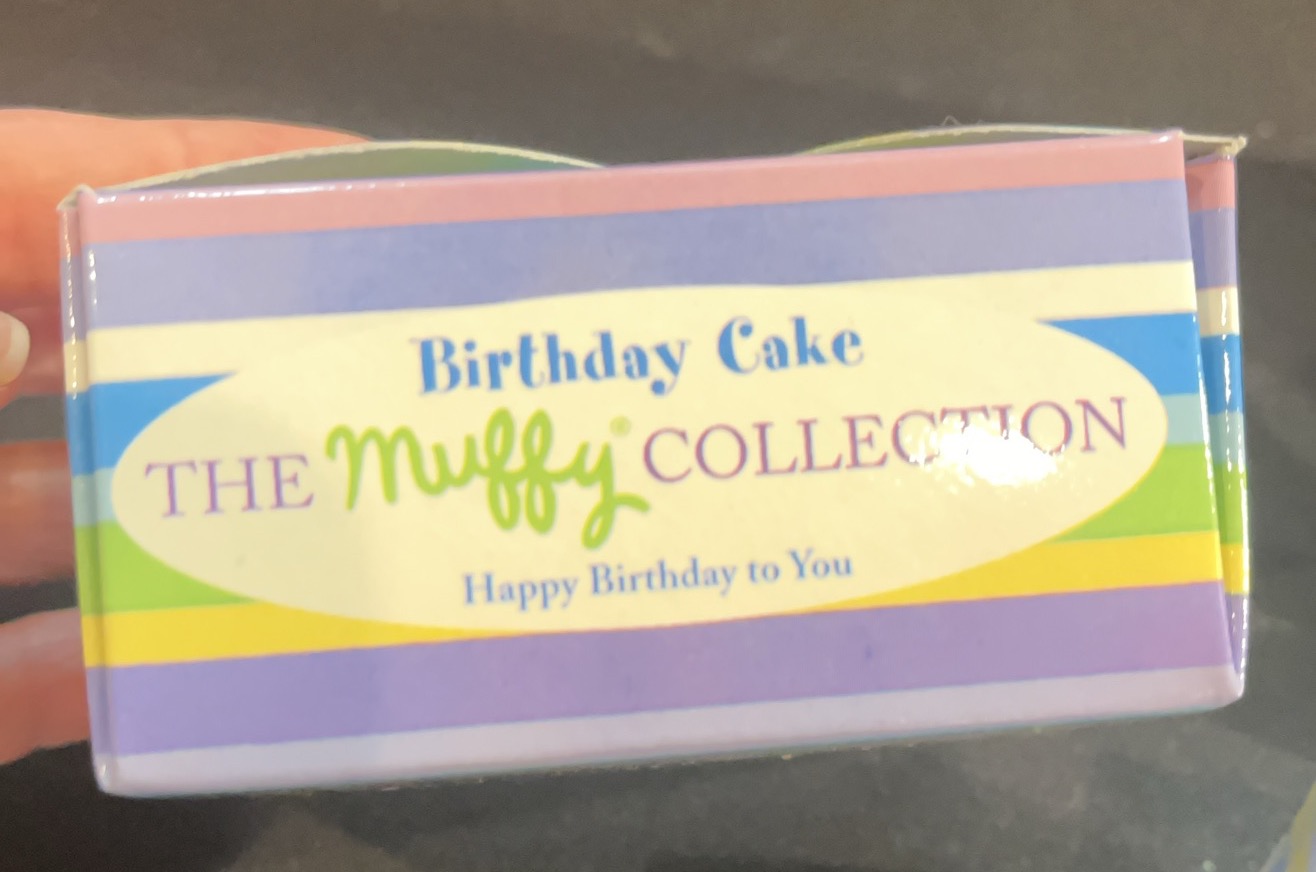 Birthday Cake
THE Muffy® COLLECTION
Happy Birthday to You